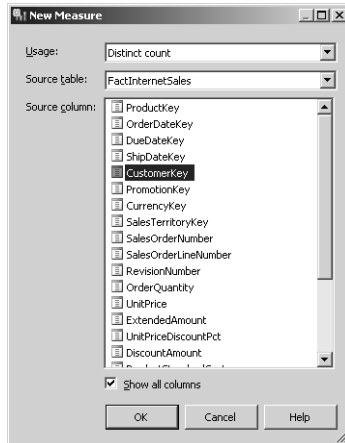 New Measure
Usage: Distinct count
Source table: FactInternetSales
Source column: ProductKey
OrderDateKey
DueDateKey
ShipDateKey
CustomerKey
PromotionKey
CurrencyKey
SalesTerritoryKey
SalesOrderNumber
SalesOrderLineNumber
RevisionNumber
OrderQuantity
UnitPrice
ExtendedAmount
UnitPriceDiscountPct
DiscountAmount
Show all columns
OK Cancel Help